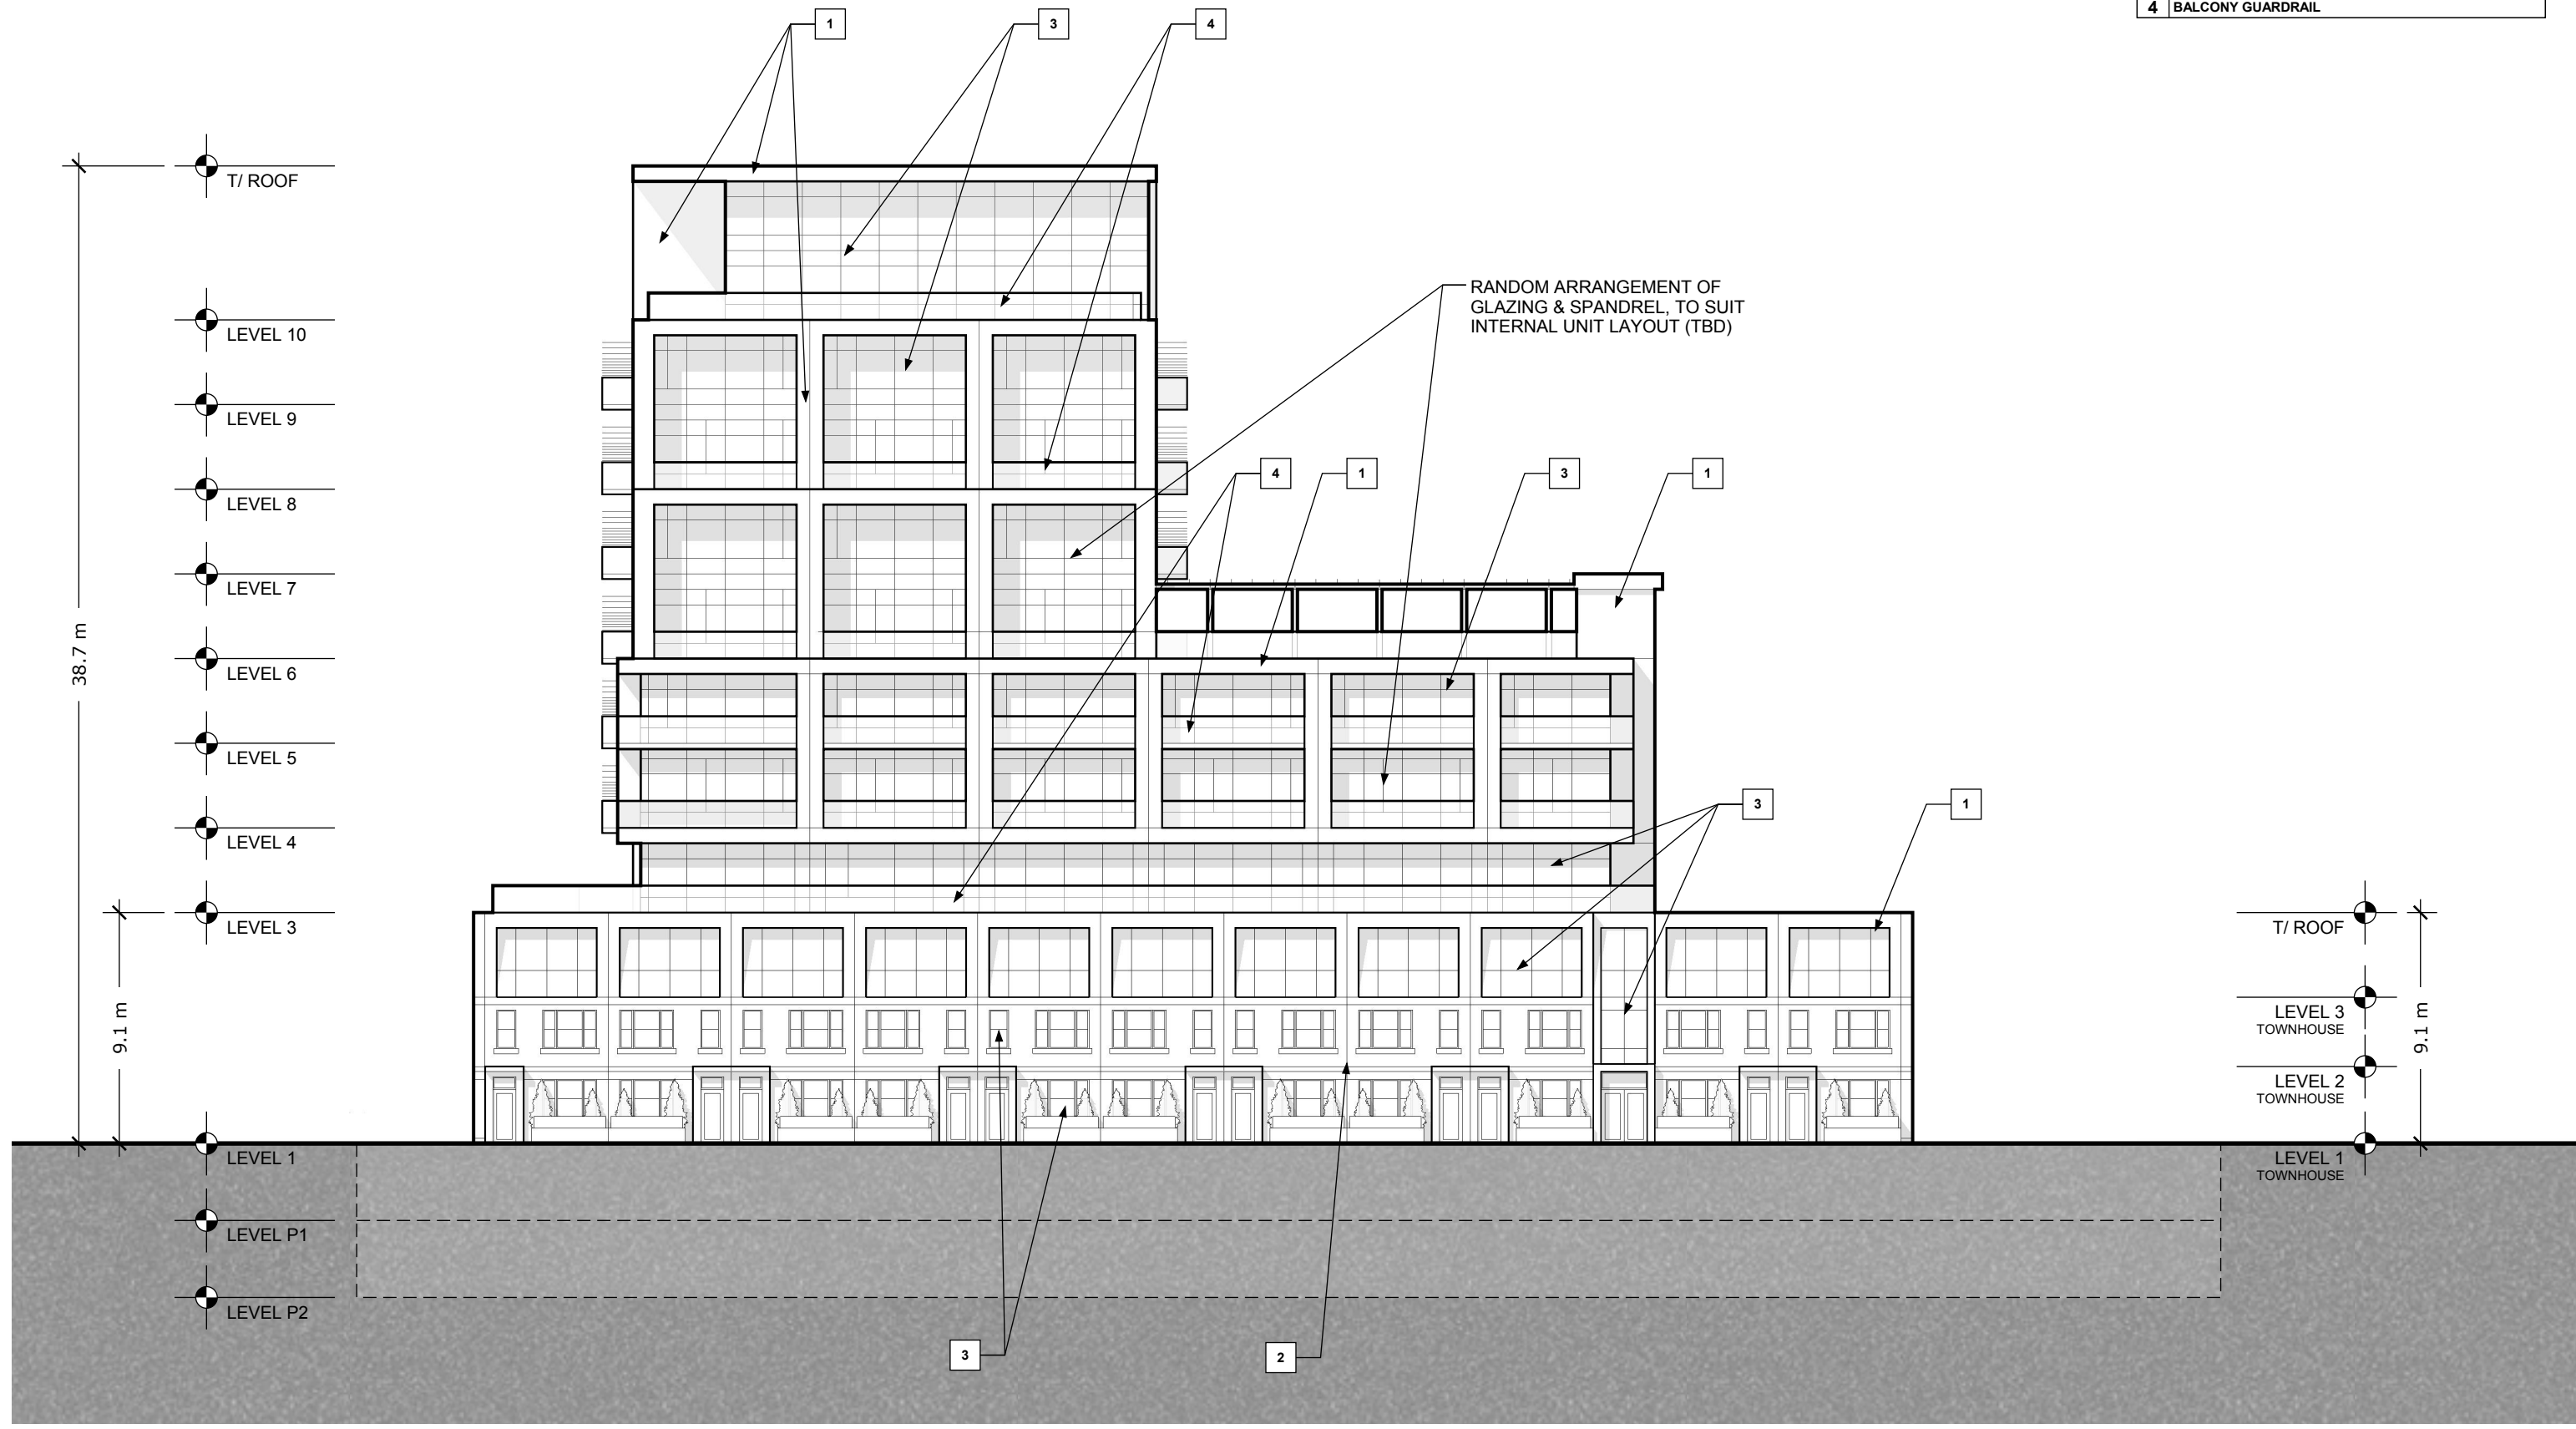 4 BALCONY GUARDRAIL
1
3
4
T/ ROOF
RANDOM ARRANGEMENT OF
GLAZING & SPANDREL, TO SUIT
INTERNAL UNIT LAYOUT (TBD)
LEVEL 10
LEVEL 9
4
1
3
1
LEVEL 8
LEVEL 7
38.7 m
LEVEL 6
LEVEL 5
3
1
LEVEL 4
LEVEL 3
T/ ROOF
9.1 m
9.1 m
LEVEL 3
TOWNHOUSE
LEVEL 2
TOWNHOUSE
LEVEL 1
LEVEL 1
TOWNHOUSE
LEVEL P1
LEVEL P2
3
2